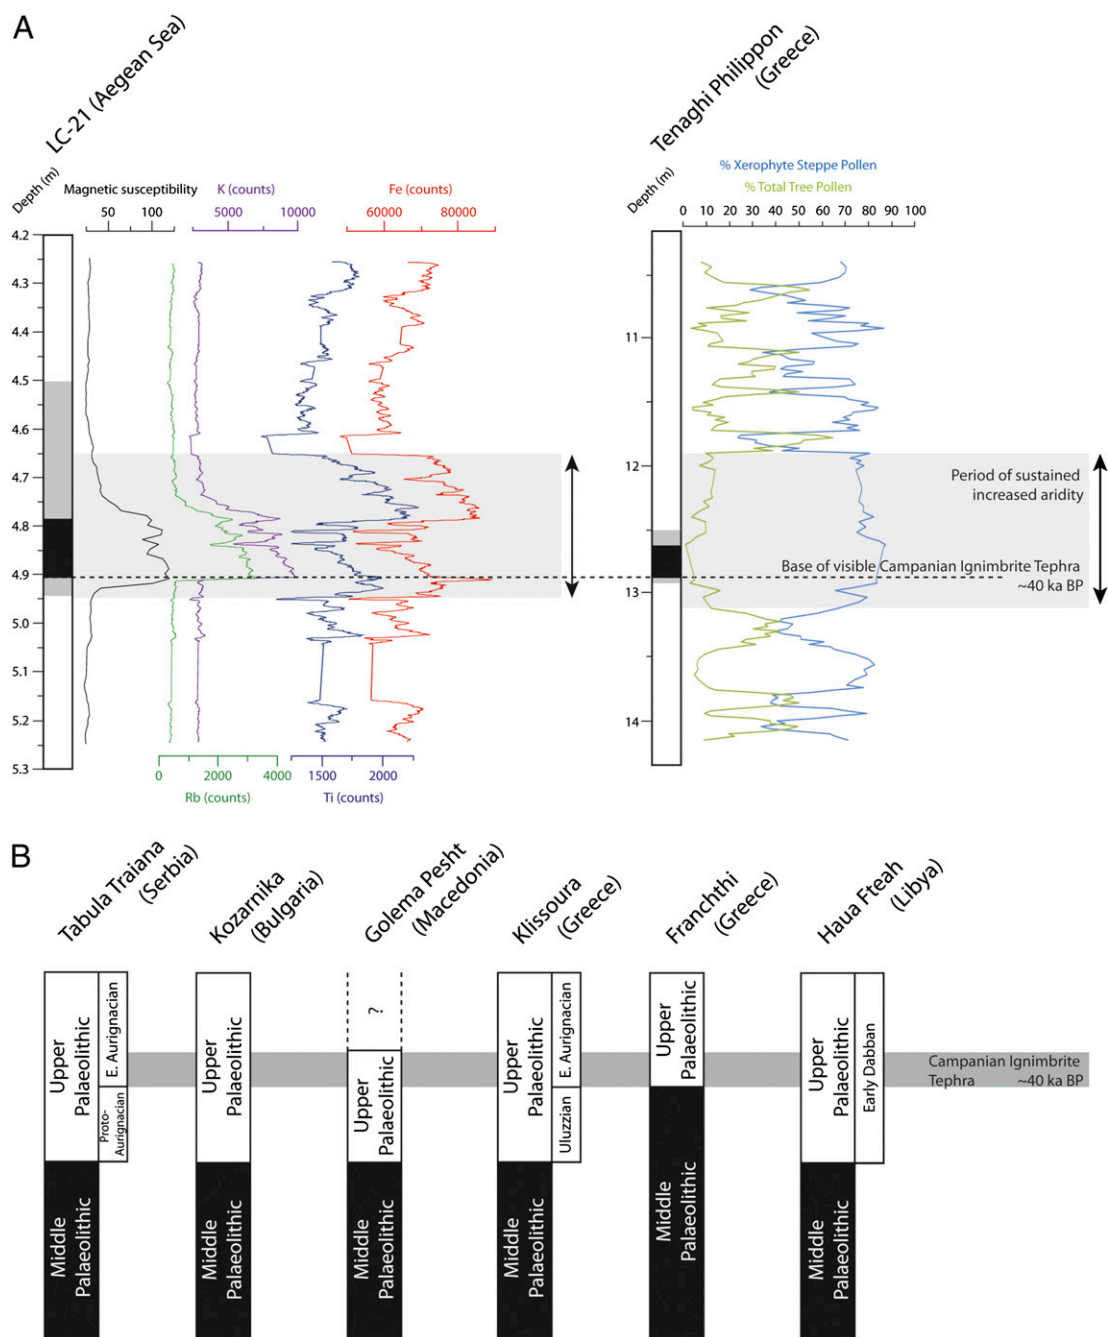 A
LC-21 (Aegean Sea)
Tenaghi Philippon
(Greece)
Depth (m)
Magnetic susceptibility
50 100
K (counts)
5000 10000
Fe (counts)
60000 80000
Depth (m)
% Xerophyte Steppe Pollen
% Total Tree Pollen
0 10 20 30 40 50 60 70 80 90 100
4.2
4.3
4.4
4.5
4.6
4.7
4.8
4.9
5.0
5.1
5.2
5.3
11
12
13
14
Period of sustained
increased aridity
Base of visible Campanian Ignimbrite Tephra
~40 ka BP
0 2000 4000
Rb (counts)
1500 2000
Ti (counts)
B
Tabula Traiana
(Serbia)
Kozarnika
(Bulgaria)
Golema Pesht
(Macedonia)
Klissoura
(Greece)
Franchthi
(Greece)
Haua Fteah
(Libya)
Upper
Palaeolithic
E. Aurignacian
Proto-
Aurignacian
Middle
Palaeolithic
Upper
Palaeolithic
Middle
Palaeolithic
?
Upper
Palaeolithic
Middle
Palaeolithic
Upper
Palaeolithic
E. Aurignacian
Uluzzian
Middle
Palaeolithic
Upper
Palaeolithic
Middle
Palaeolithic
Upper
Palaeolithic
Early Dabban
Middle
Palaeolithic
Campanian Ignimbrite
Tephra ~40 ka BP